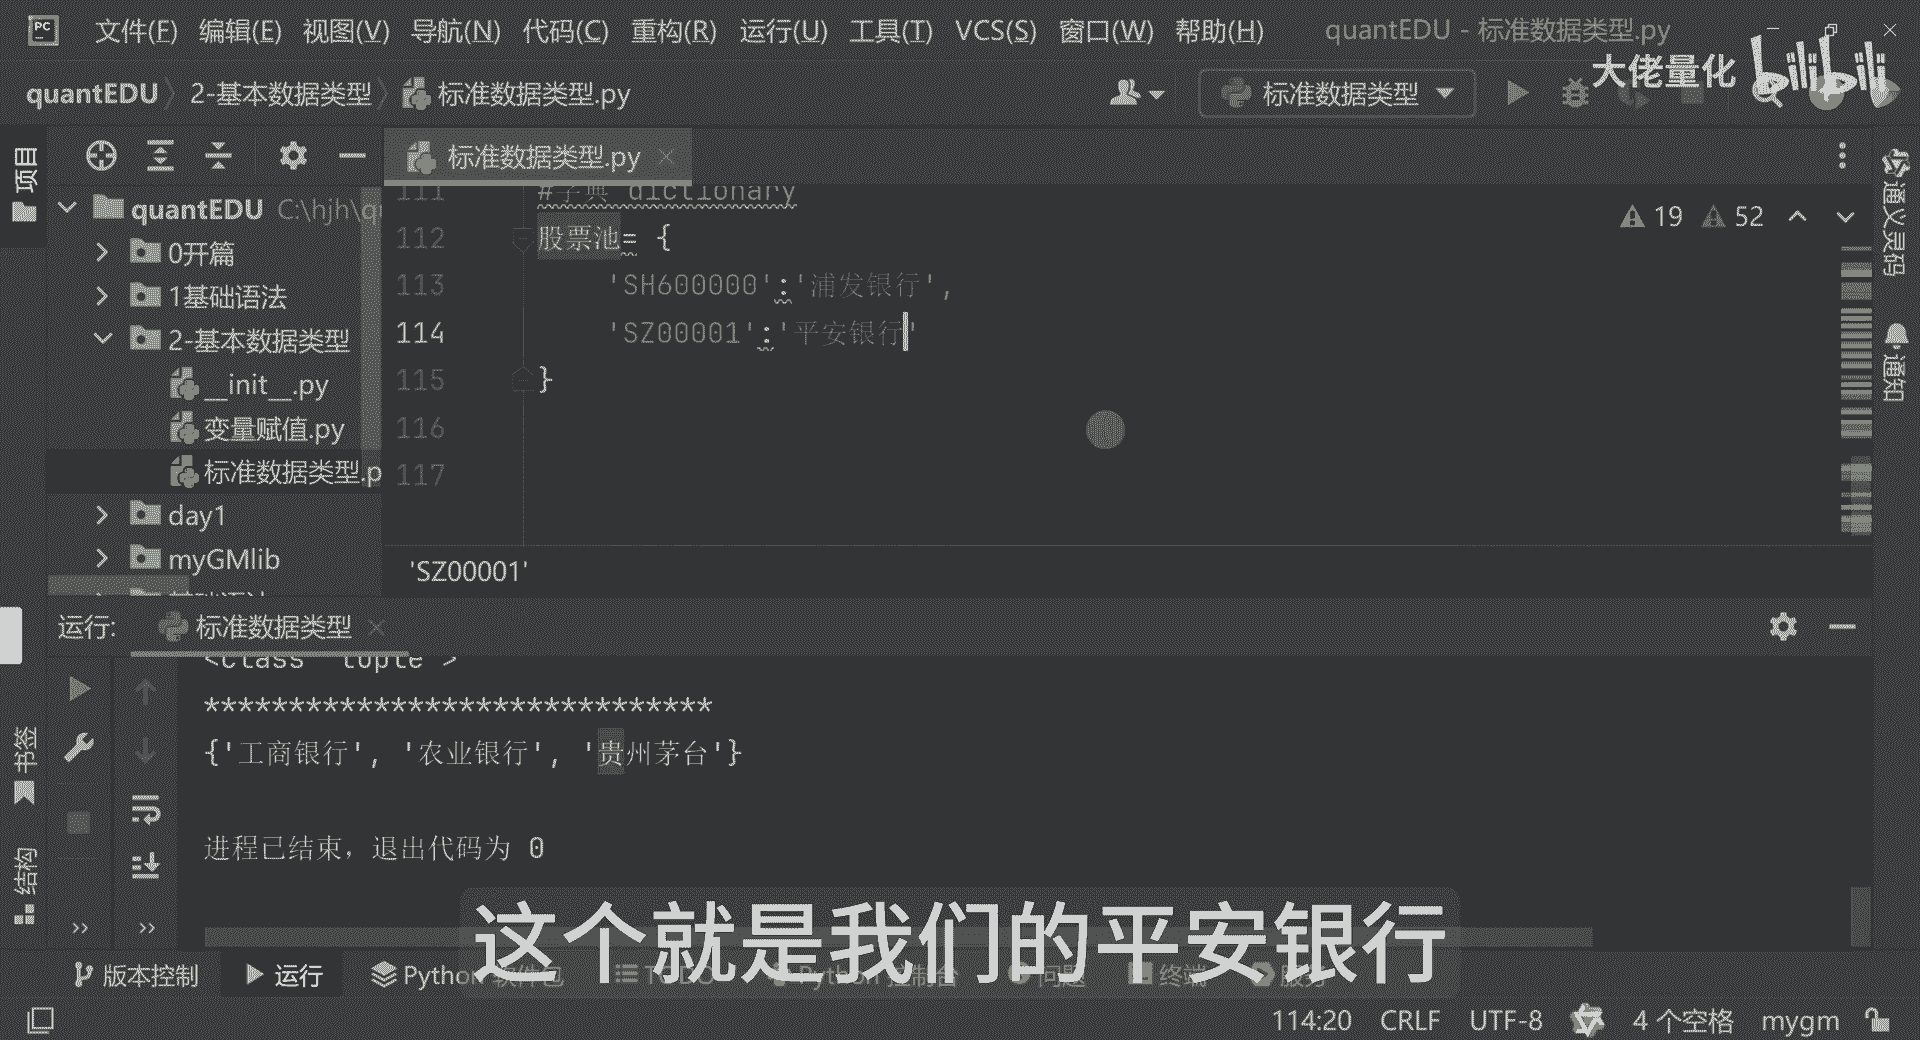 PC 文件(F) 编辑(E) 视图(V) 导航(N) 代码(C) 重构(R) 运行(U) 工具(T) VCS(S) 窗口(W) 帮助(H) quantEDU - 标准数据类型.py
大佬量化 bilibili
quantEDU 2-基本数据类型 标准数据类型.py 标准数据类型
项目
标准数据类型.py
quantEDU C:\hjh\q
0开篇
1基础语法
2-基本数据类型
__init__.py
变量赋值.py
标准数据类型.p
day1
myGMlib
111 #字典 dictionary
112 股票池= {
113 'SH600000':'浦发银行',
114 'SZ00001':'平安银行'
115 }
116
117
19 52
通义灵码
通知
'SZ00001'
运行: 标准数据类型
<class 'tuple'>
******************************
{'工商银行', '农业银行', '贵州茅台'}
进程已结束，退出代码为 0
书签
结构
这个就是我们的平安银行
版本控制 运行 Python 软件包 TODO Python 控制台 问题 终端 服务
114:20 CRLF UTF-8 4 个空格 mygm